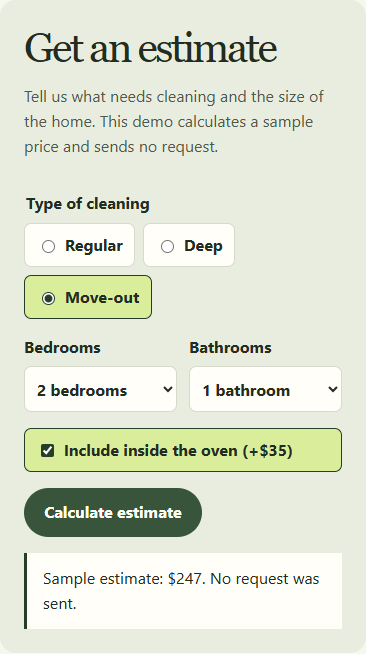 Get an estimate
Tell us what needs cleaning and the size of
the home. This demo calculates a sample
price and sends no request.
Type of cleaning
Regular
Deep
Move-out
Bedrooms
Bathrooms
2 bedrooms
1 bathroom
Include inside the oven (+$35)
Calculate estimate
Sample estimate: $247. No request was
sent.